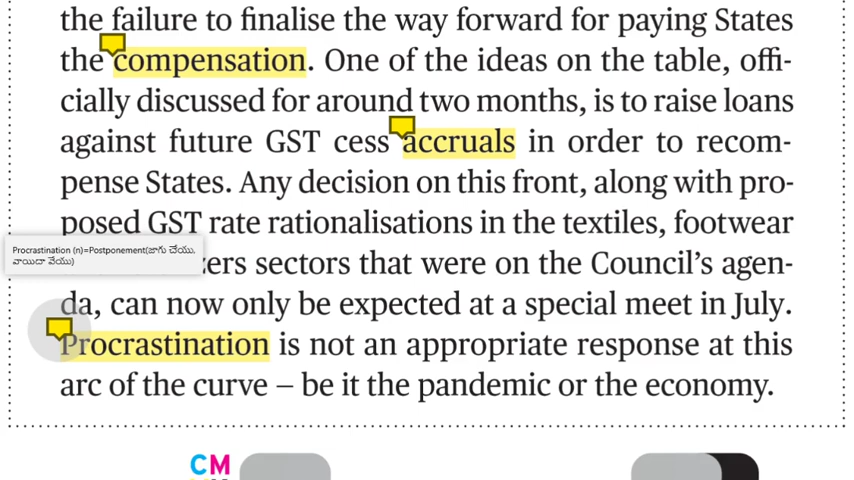 the failure to finalise the way forward for paying States
the compensation. One of the ideas on the table, offi-
cially discussed for around two months, is to raise loans
against future GST cess accruals in order to recom-
pense States. Any decision on this front, along with pro-
posed GST rate rationalisations in the textiles, footwear
Procrastination (n)=Postponement(జాగు చేయు,
వాయిదా వేయు)
zers sectors that were on the Council's agen-
da, can now only be expected at a special meet in July.
Procrastination is not an appropriate response at this
arc of the curve – be it the pandemic or the economy.
CM